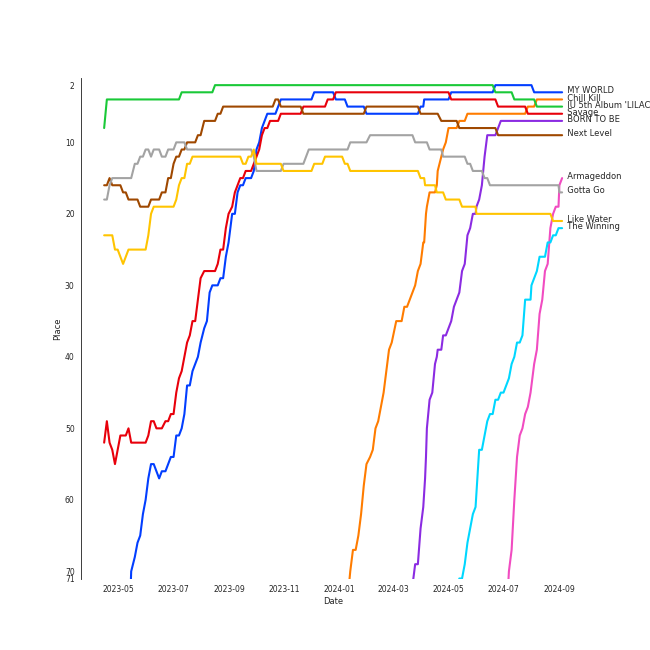 2
10
20
30
40
50
60
70
71
Place
2023-05
2023-07
2023-09
2023-11
2024-01
2024-03
2024-05
2024-07
2024-09
Date
MY WORLD
Chill Kill
IU 5th Album 'LILAC
Savage
BORN TO BE
Next Level
Armageddon
Gotta Go
Like Water
The Winning